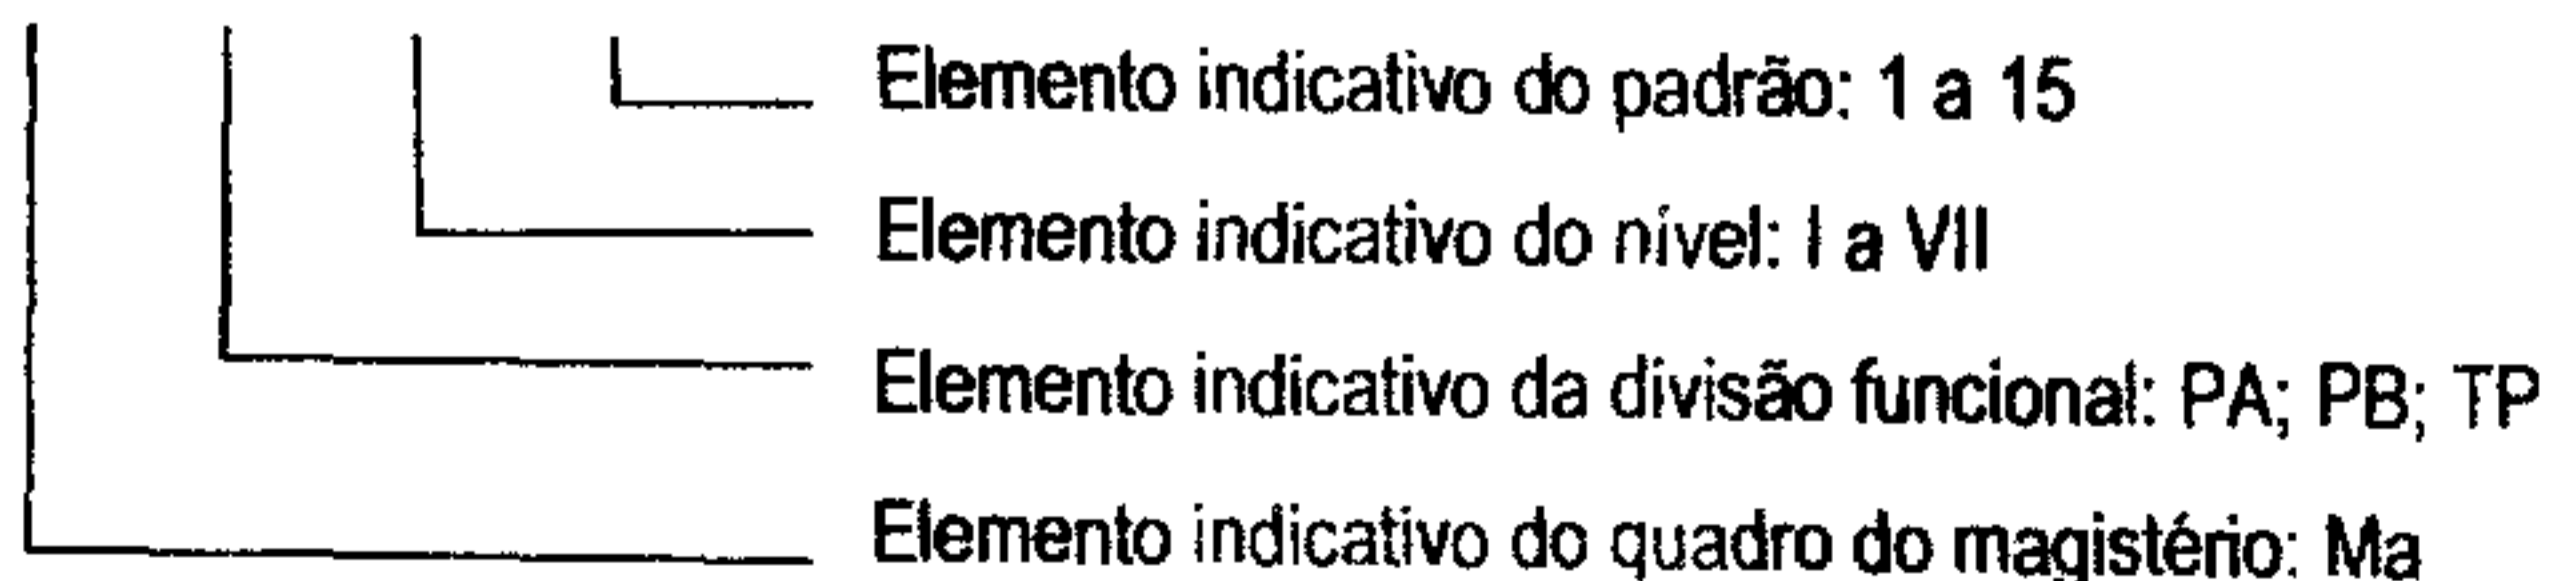 Elemento indicativo do padrão: 1 a 15
Elemento indicativo do nível: I a VII
Elemento indicativo da divisão funcional: PA; PB; TP
Elemento indicativo do quadro do magistério: Ma